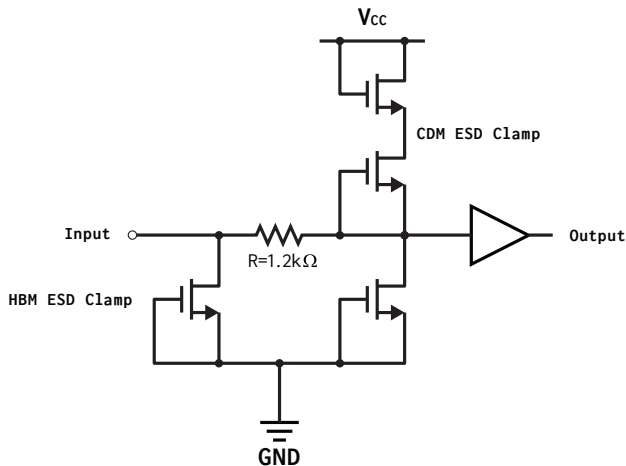 VCC
CDM ESD Clamp
Input
R=1.2kΩ
Output
HBM ESD Clamp
GND